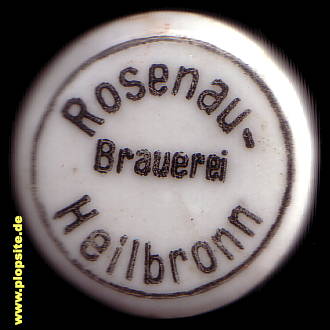 Rosenau-
Brauerei
Heilbronn
www.plopsite.de